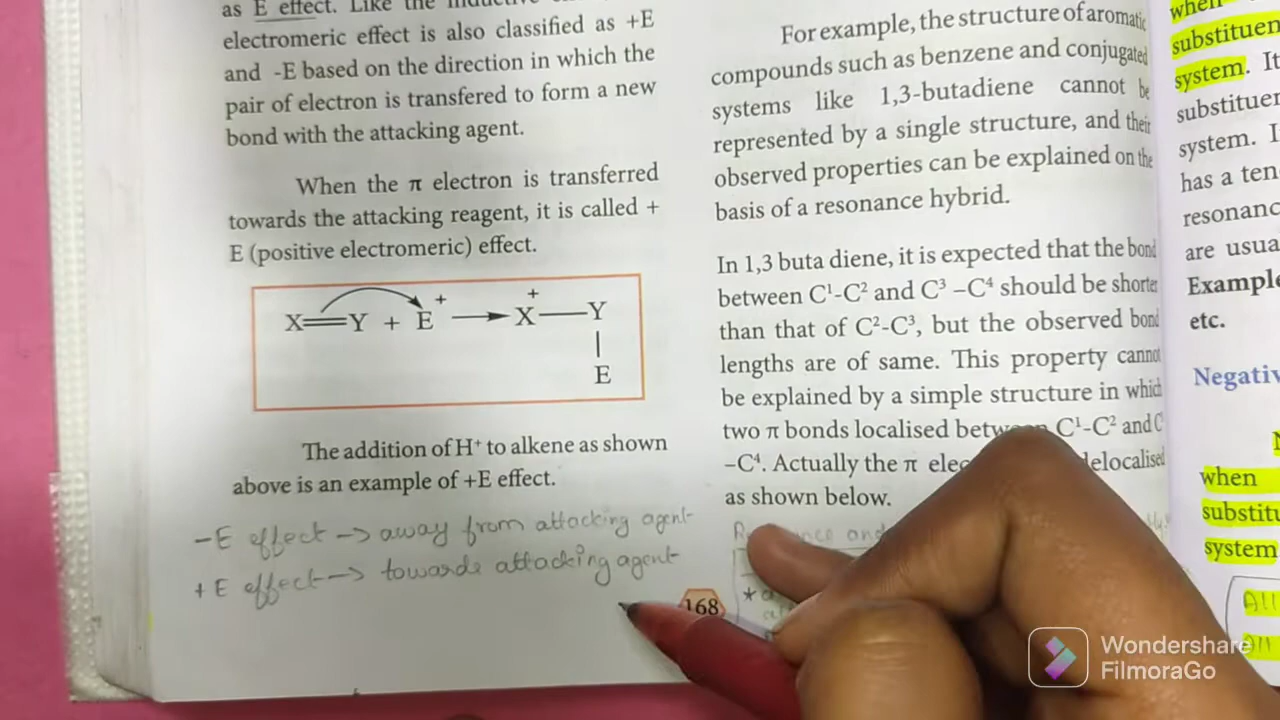 as E effect. Like the
electromeric effect is also classified as +E
and -E based on the direction in which the
pair of electron is transfered to form a new
bond with the attacking agent.
When the π electron is transferred
towards the attacking reagent, it is called +
E (positive electromeric) effect.
X=Y + E⁺ → X⁺—Y
|
E
The addition of H⁺ to alkene as shown
above is an example of +E effect.
-E effect → away from attacking agent
+E effect → towards attacking agent
168
For example, the structure of aromatic
compounds such as benzene and conjugated
systems like 1,3-butadiene cannot be
represented by a single structure, and their
observed properties can be explained on the
basis of a resonance hybrid.
In 1,3 buta diene, it is expected that the bond
between C¹-C² and C³ –C⁴ should be shorter
than that of C²-C³, but the observed bond
lengths are of same. This property cannot
be explained by a simple structure in which
two π bonds localised C¹-C² and C
–C⁴. Actually the π delocalised
as shown below.
when
substituen
system. It
substituen
system. I
has a ten
resonanc
are usua
Example
etc.
Negativ
N
when
substitu
system
All
All
Wondershare
FilmoraGo